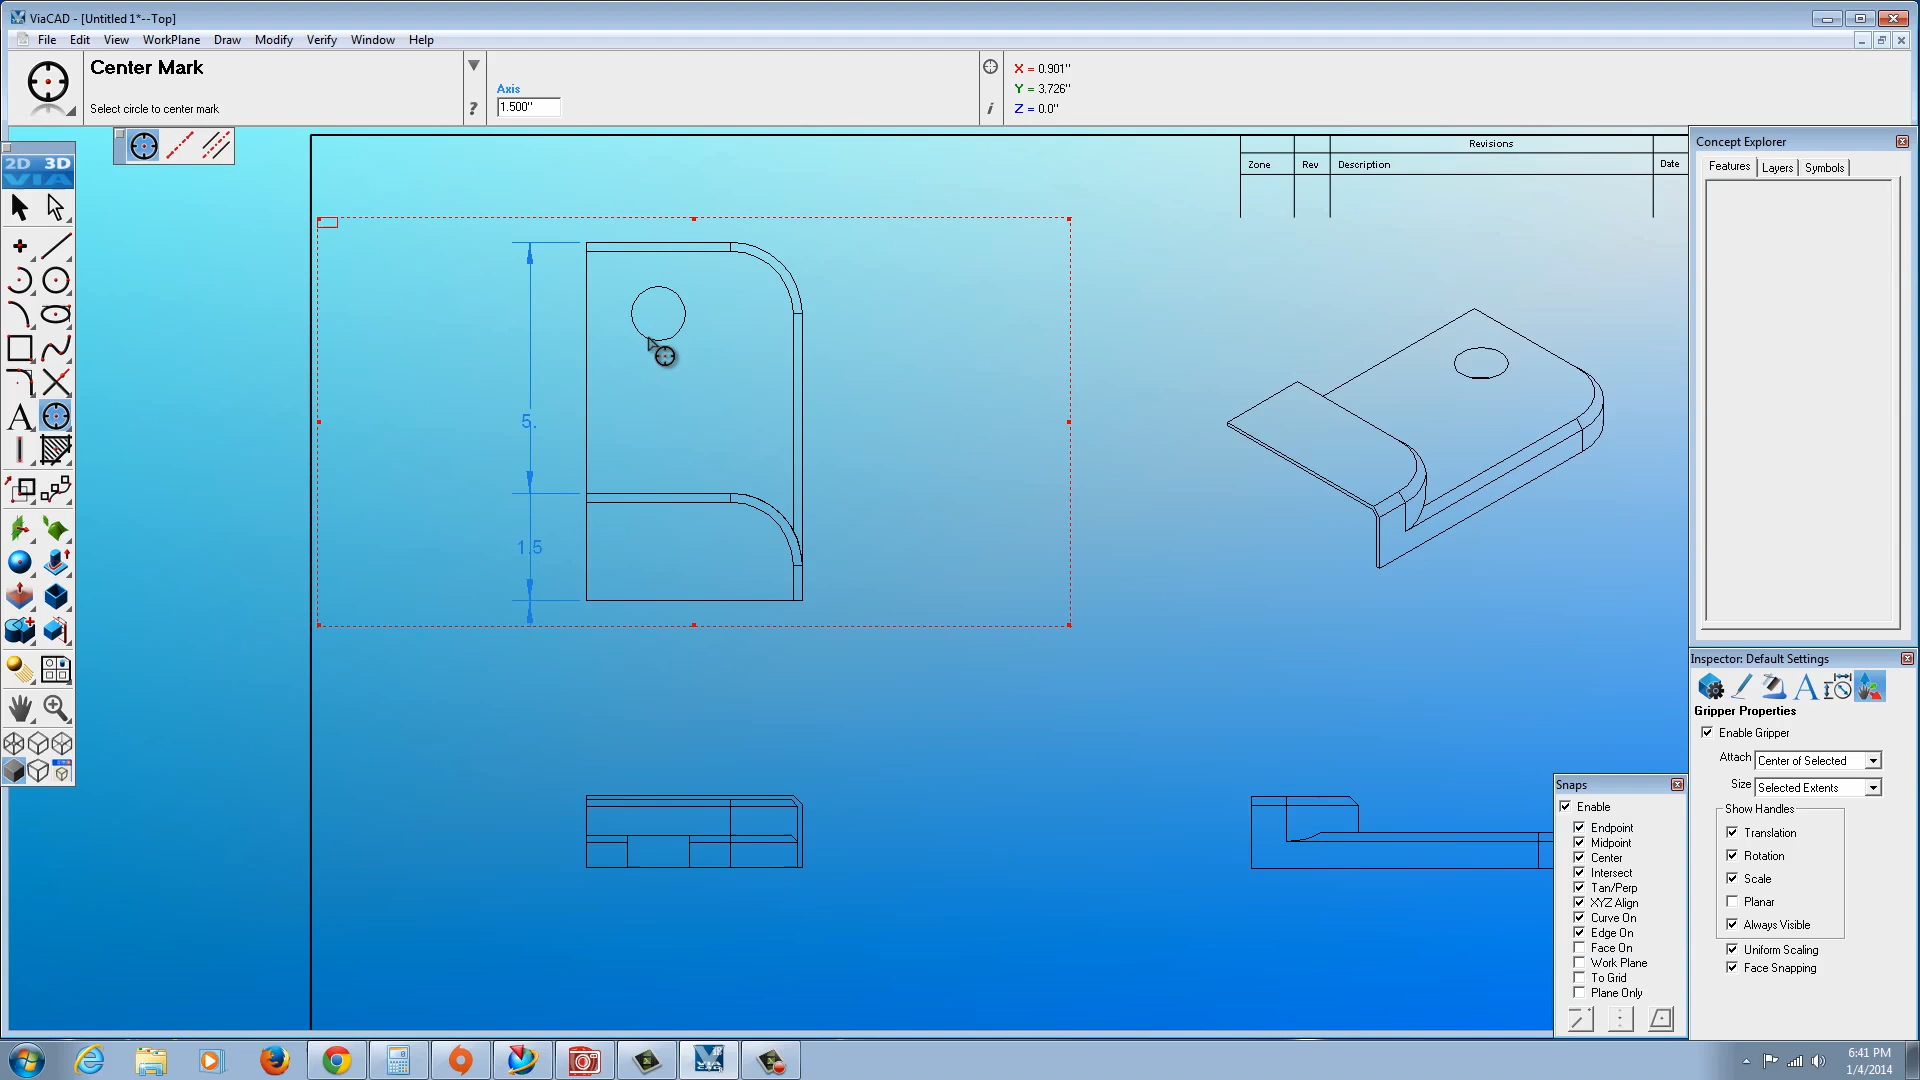 ViaCAD - [Untitled 1*--Top]
File Edit View WorkPlane Draw Modify Verify Window Help
Center Mark
Select circle to center mark
?
Axis
1.500"
i
X = 0.901"
Y = 3.726"
Z = 0.0"
2D 3D
VIA
A
Revisions
Zone Rev Description Date
5.
1.5
Concept Explorer
Features Layers Symbols
Inspector: Default Settings
A
Gripper Properties
Enable Gripper
Attach Center of Selected
Size Selected Extents
Show Handles
Translation
Rotation
Scale
Planar
Always Visible
Uniform Scaling
Face Snapping
Snaps
Enable
Endpoint
Midpoint
Center
Intersect
Tan/Perp
XYZ Align
Curve On
Edge On
Face On
Work Plane
To Grid
Plane Only
6:41 PM
1/4/2014